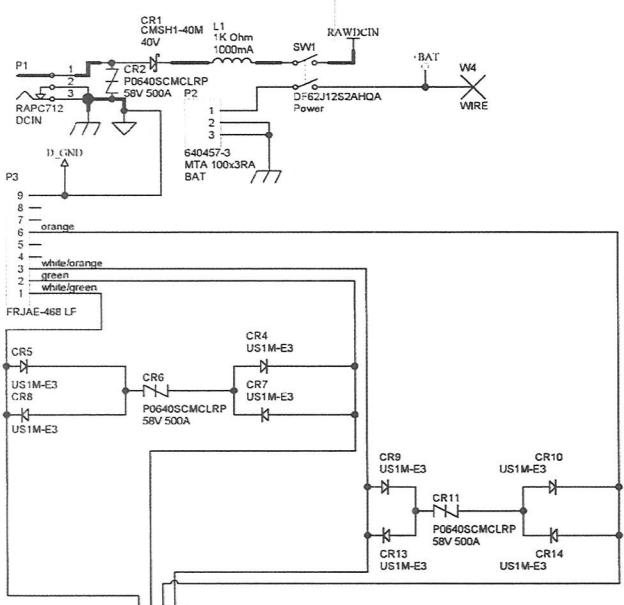 CR1
CMSH1-40M
40V
L1
1K Ohm
1000mA
RAWDCIN
SW1
+BAT
W4
WIRE
P1
1
2
3
RAPC712
DCIN
CR2
P0640SCMCLRP
58V 500A
P2
DF62J12S2AHQA
Power
1
2
3
640457-3
MTA 100x3RA
BAT
D_GND
P3
9
8
7
6
orange
5
4
3
white/orange
2
green
1
white/green
FRJAE-468 LF
CR5
US1M-E3
CR8
US1M-E3
CR6
P0640SCMCLRP
58V 500A
CR4
US1M-E3
CR7
US1M-E3
CR9
US1M-E3
CR10
US1M-E3
CR11
P0640SCMCLRP
58V 500A
CR13
US1M-E3
CR14
US1M-E3